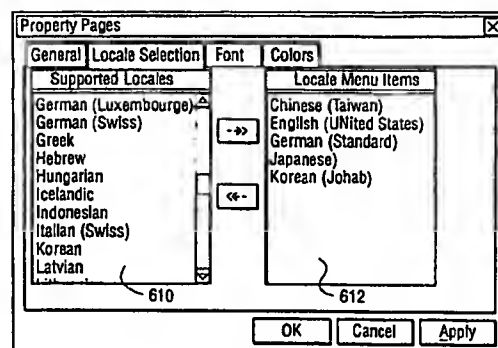 Property Pages
General Locale Selection Font Colors
Supported Locales
German (Luxembourge)
German (Swiss)
Greek
Hebrew
Hungarian
Icelandic
Indonesian
Italian (Swiss)
Korean
Latvian
610
Locale Menu Items
Chinese (Taiwan)
English (UNited States)
German (Standard)
Japanese)
Korean (Johab)
612
OK Cancel Apply